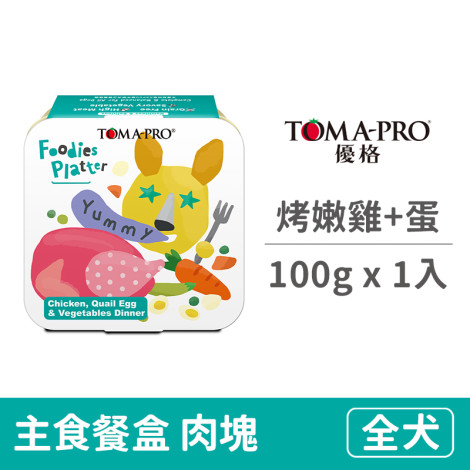 TOMA-PRO®
Foodies
Platter
Yummy
Chicken, Quail Egg
& Vegetables Dinner
TOMA-PRO®
優格
烤嫩雞+蛋
100g x 1入
主食餐盒 肉塊
全犬